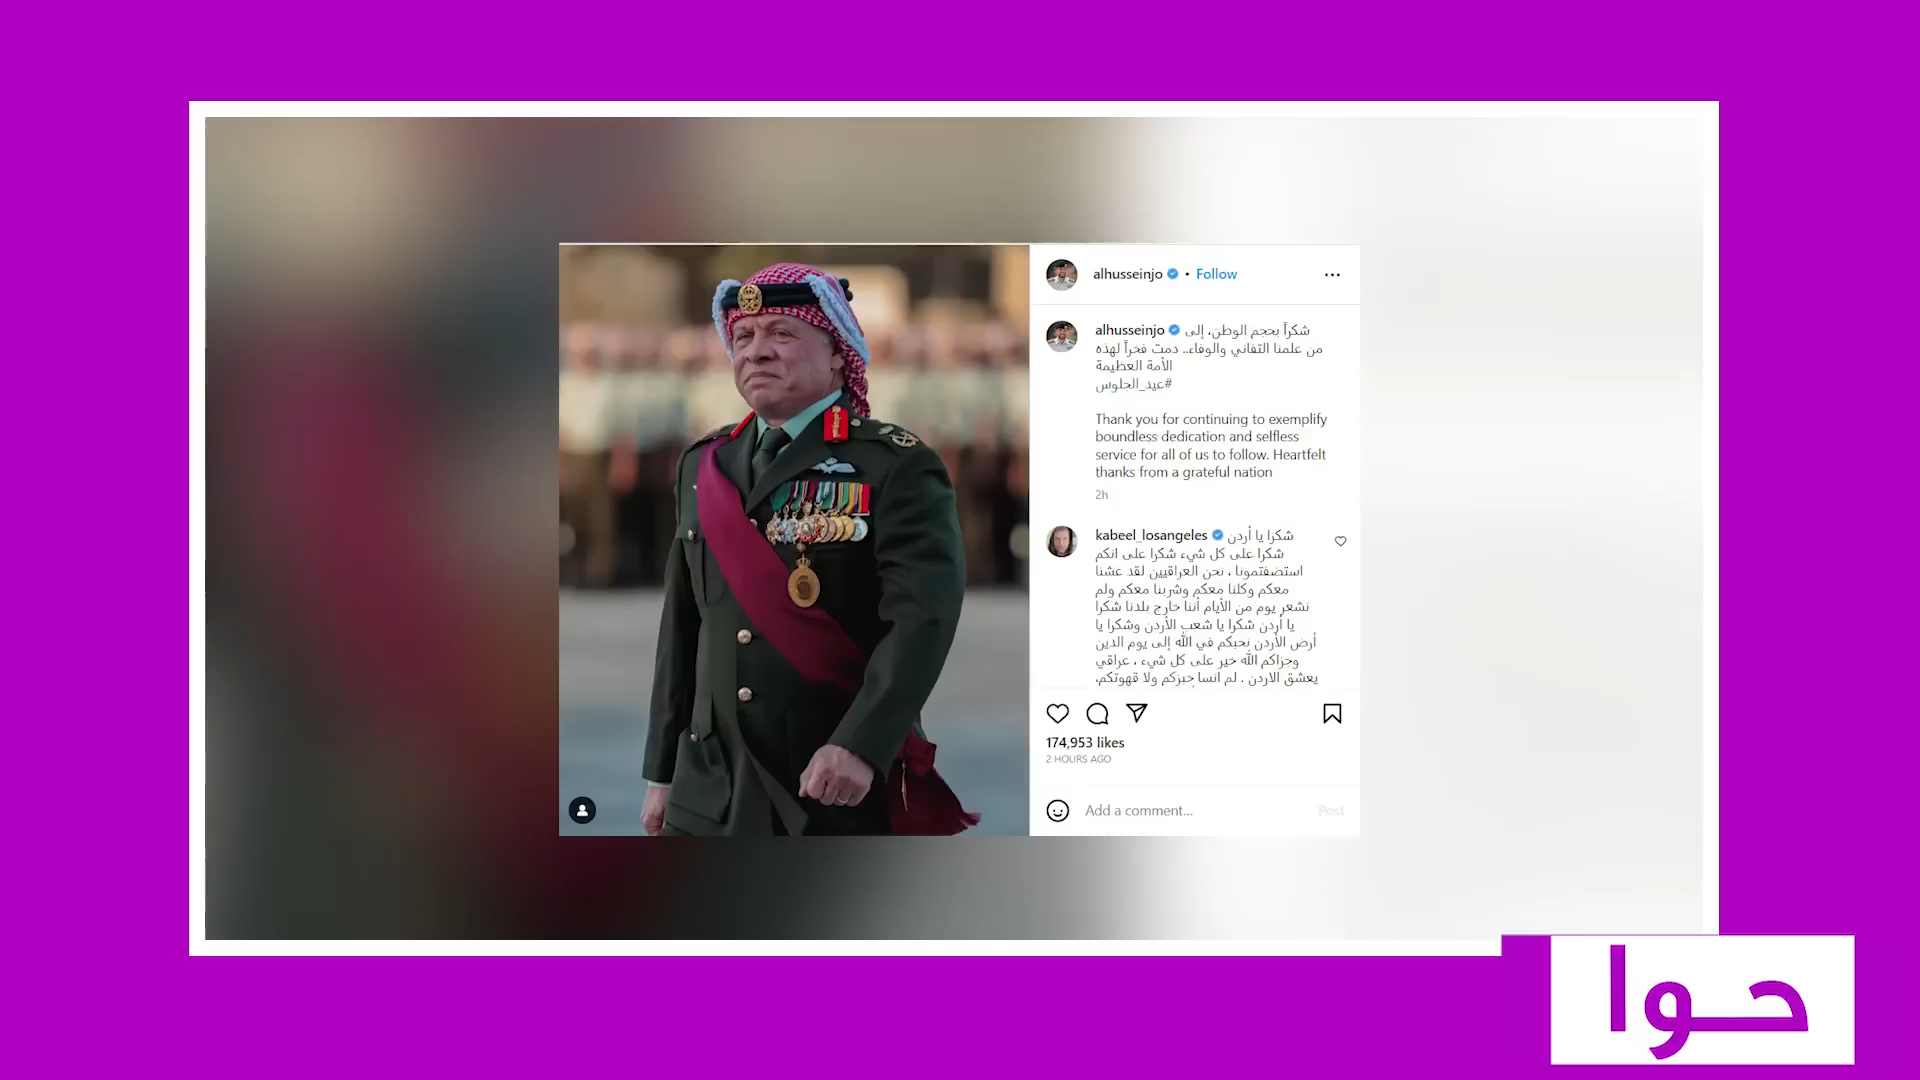 alhusseinjo • Follow
alhusseinjo شكراً بحجم الوطن، إلى
من علمنا التفاني والوفاء.. دمت فخراً لهذه
الأمة العظيمة
#عيد_الجلوس
Thank you for continuing to exemplify
boundless dedication and selfless
service for all of us to follow. Heartfelt
thanks from a grateful nation
2h
kabeel_losangeles شكرا يا أردن
شكرا على كل شيء شكرا على انكم
استضفتمونا ، نحن العراقيين لقد عشنا
معكم وكلنا معكم وشربنا معكم ولم
نشعر يوم من الأيام أننا خارج بلدنا شكرا
يا أردن شكرا يا شعب الأردن وشكرا يا
أرض الأردن نحبكم في الله إلى يوم الدين
وجزاكم الله خير على كل شيء ، عراقي
يعشق الاردن . لم انسا خبزكم ولا قهوتكم،
174,953 likes
2 HOURS AGO
Add a comment...
Post
حوا